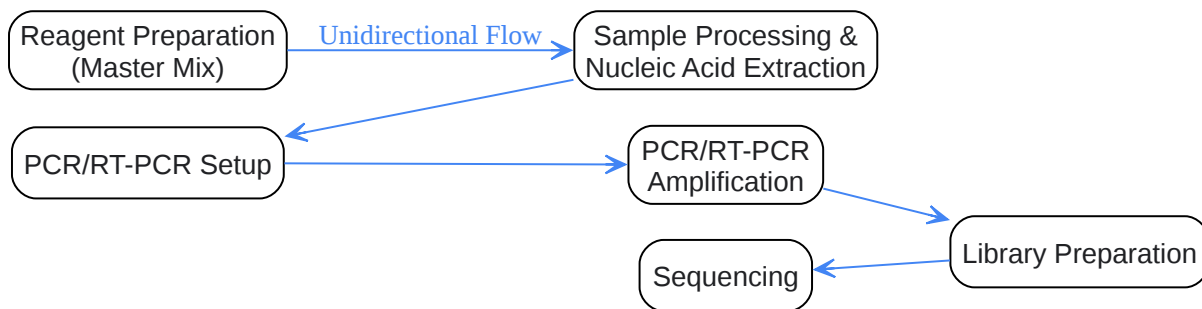 Reagent Preparation
(Master Mix)
Unidirectional Flow
Sample Processing &
Nucleic Acid Extraction
PCR/RT-PCR Setup
PCR/RT-PCR
Amplification
Library Preparation
Sequencing